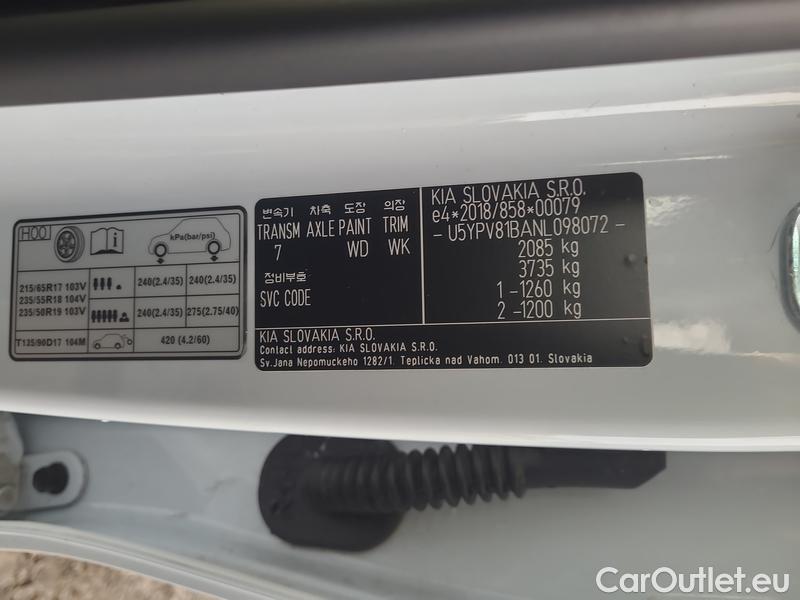 H00
kPa(bar/psi)
215/65R17 103V
235/55R18 104V
235/50R19 103V
240(2.4/35) 240(2.4/35)
240(2.4/35) 275(2.75/40)
T135/90D17 104M 420 (4.2/60)
변속기 차축 도장 의장
TRANSM AXLE PAINT TRIM
7 WD WK
정비부호
SVC CODE
KIA SLOVAKIA S.R.O.
e4*2018/858*00079
- U5YPV81BANL098072 -
2085 kg
3735 kg
1 -1260 kg
2 -1200 kg
KIA SLOVAKIA S.R.O.
Contact address: KIA SLOVAKIA S.R.O.
Sv.Jana Nepomuckeho 1282/1. Teplicka nad Vahom. 013 01. Slovakia
CarOutlet.eu